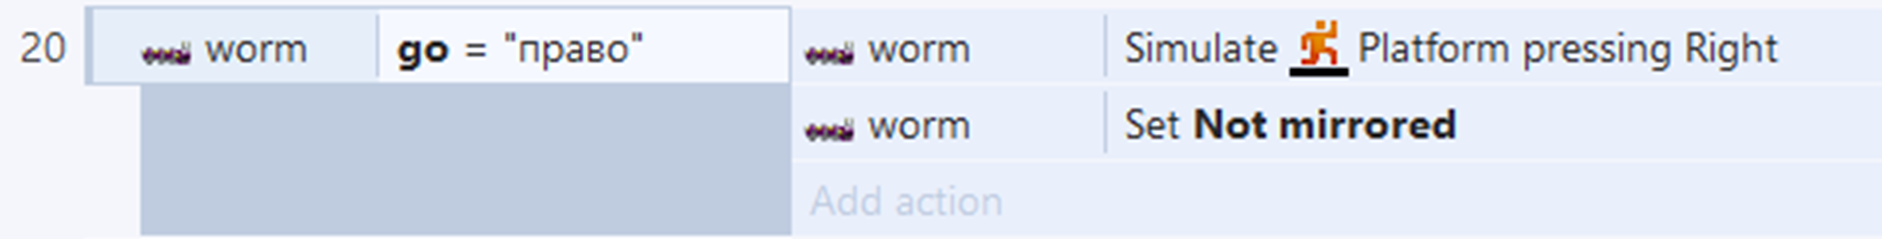 20 worm go = "право" worm Simulate Platform pressing Right
worm Set Not mirrored
Add action